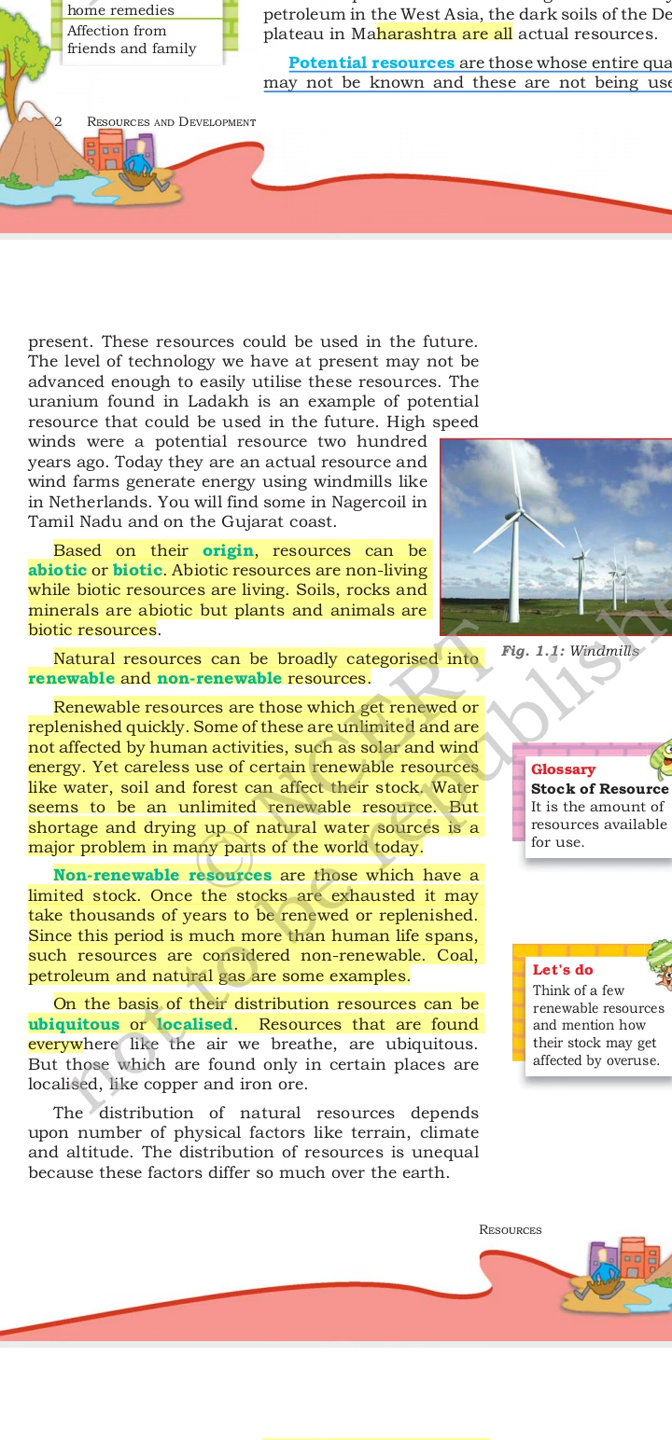 home remedies
Affection from
friends and family
petroleum in the West Asia, the dark soils of the De
plateau in Maharashtra are all actual resources.
Potential resources are those whose entire qua
may not be known and these are not being use
2 RESOURCES AND DEVELOPMENT
present. These resources could be used in the future.
The level of technology we have at present may not be
advanced enough to easily utilise these resources. The
uranium found in Ladakh is an example of potential
resource that could be used in the future. High speed
winds were a potential resource two hundred
years ago. Today they are an actual resource and
wind farms generate energy using windmills like
in Netherlands. You will find some in Nagercoil in
Tamil Nadu and on the Gujarat coast.
Based on their origin, resources can be
abiotic or biotic. Abiotic resources are non-living
while biotic resources are living. Soils, rocks and
minerals are abiotic but plants and animals are
biotic resources.
Fig. 1.1: Windmills
Natural resources can be broadly categorised into
renewable and non-renewable resources.
Renewable resources are those which get renewed or
replenished quickly. Some of these are unlimited and are
not affected by human activities, such as solar and wind
energy. Yet careless use of certain renewable resources
like water, soil and forest can affect their stock. Water
seems to be an unlimited renewable resource. But
shortage and drying up of natural water sources is a
major problem in many parts of the world today.
Glossary
Stock of Resource
It is the amount of
resources available
for use.
Non-renewable resources are those which have a
limited stock. Once the stocks are exhausted it may
take thousands of years to be renewed or replenished.
Since this period is much more than human life spans,
such resources are considered non-renewable. Coal,
petroleum and natural gas are some examples.
Let's do
Think of a few
renewable resources
and mention how
their stock may get
affected by overuse.
On the basis of their distribution resources can be
ubiquitous or localised. Resources that are found
everywhere like the air we breathe, are ubiquitous.
But those which are found only in certain places are
localised, like copper and iron ore.
The distribution of natural resources depends
upon number of physical factors like terrain, climate
and altitude. The distribution of resources is unequal
because these factors differ so much over the earth.
RESOURCES
© NCERT
not to be republish